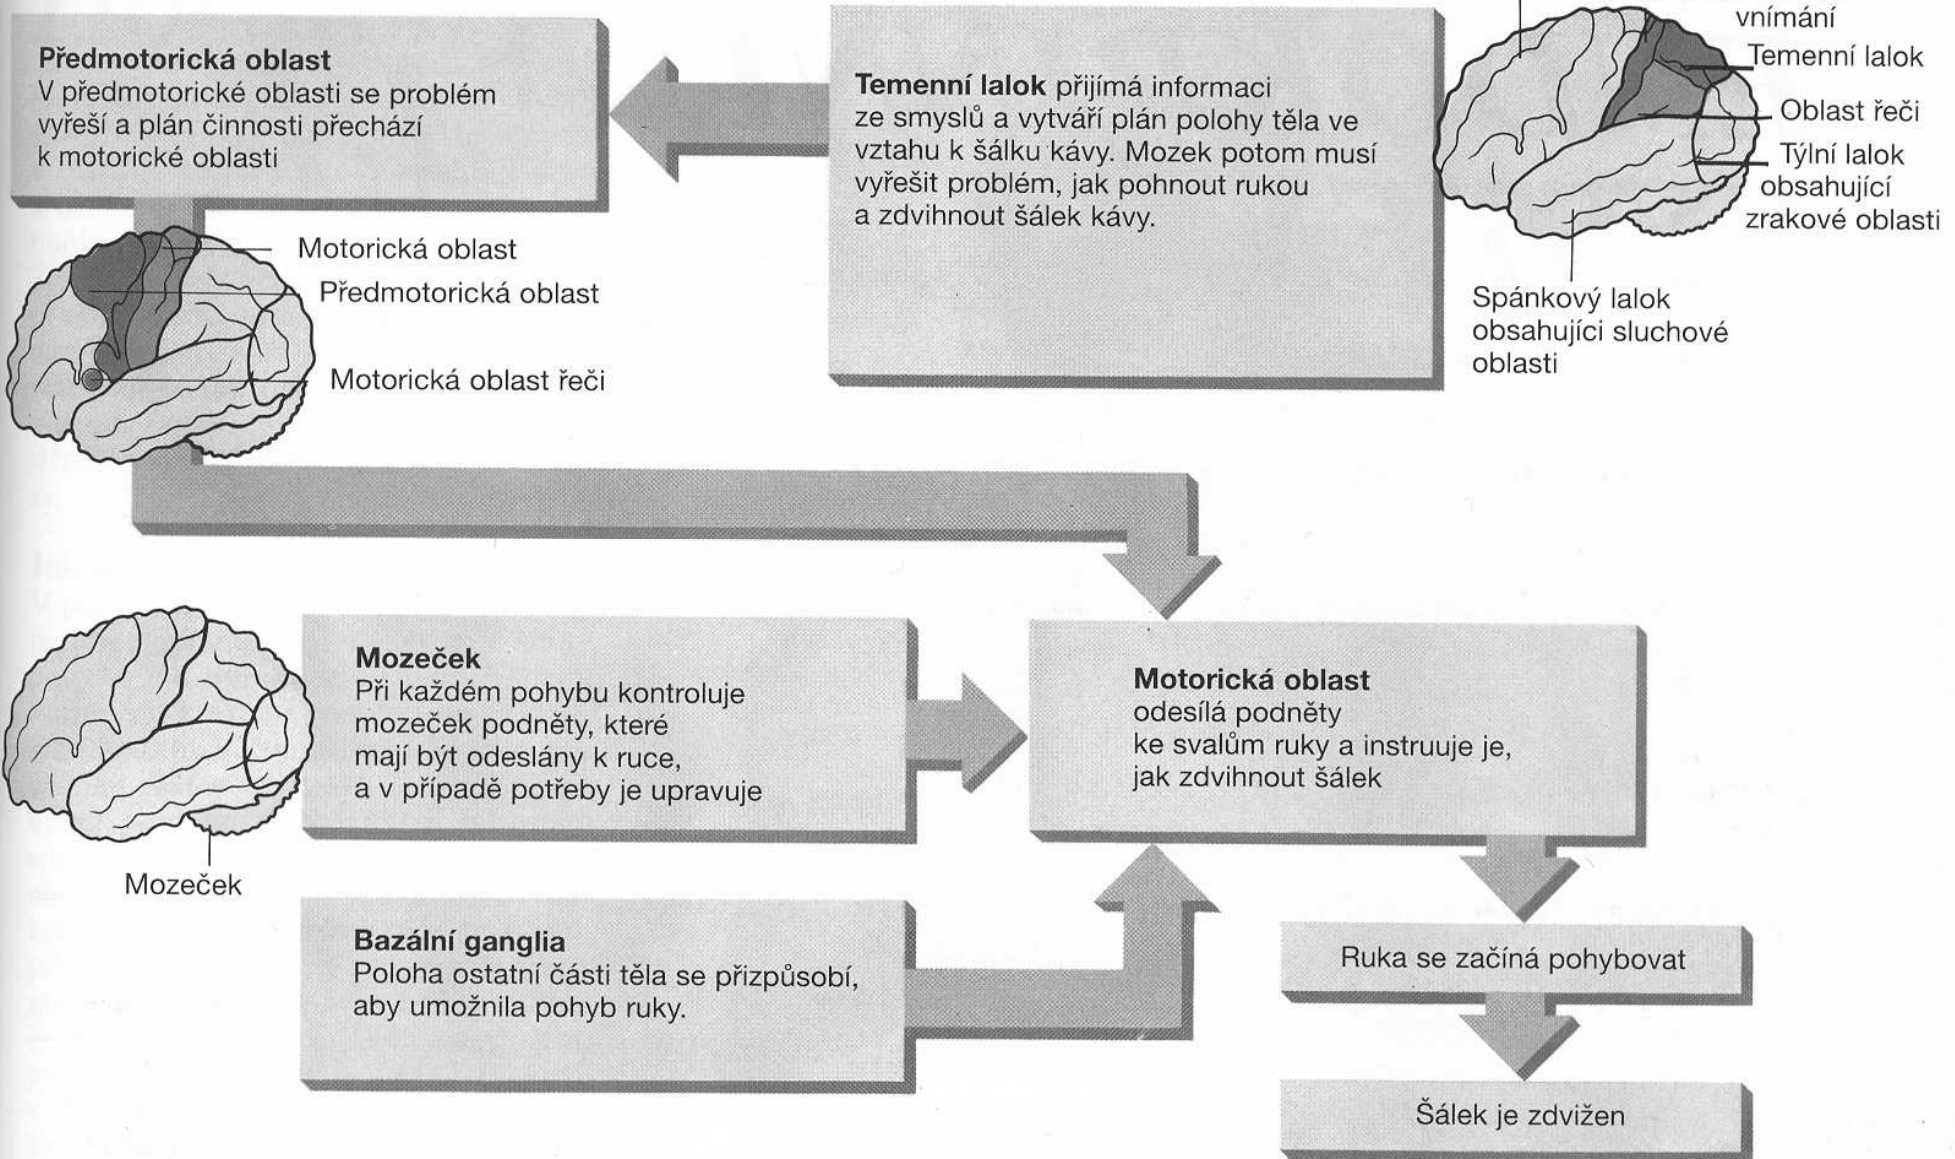 Předmotorická oblast
V předmotorické oblasti se problém
vyřeší a plán činnosti přechází
k motorické oblasti
Temenní lalok přijímá informaci
ze smyslů a vytváří plán polohy těla ve
vztahu k šálku kávy. Mozek potom musí
vyřešit problém, jak pohnout rukou
a zdvihnout šálek kávy.
vnímání
Temenní lalok
Oblast řeči
Týlní lalok
obsahující
zrakové oblasti
Spánkový lalok
obsahující sluchové
oblasti
Motorická oblast
Předmotorická oblast
Motorická oblast řeči
Mozeček
Při každém pohybu kontroluje
mozeček podněty, které
mají být odeslány k ruce,
a v případě potřeby je upravuje
Motorická oblast
odesílá podněty
ke svalům ruky a instruuje je,
jak zdvihnout šálek
Mozeček
Bazální ganglia
Poloha ostatní části těla se přizpůsobí,
aby umožnila pohyb ruky.
Ruka se začíná pohybovat
Šálek je zdvižen